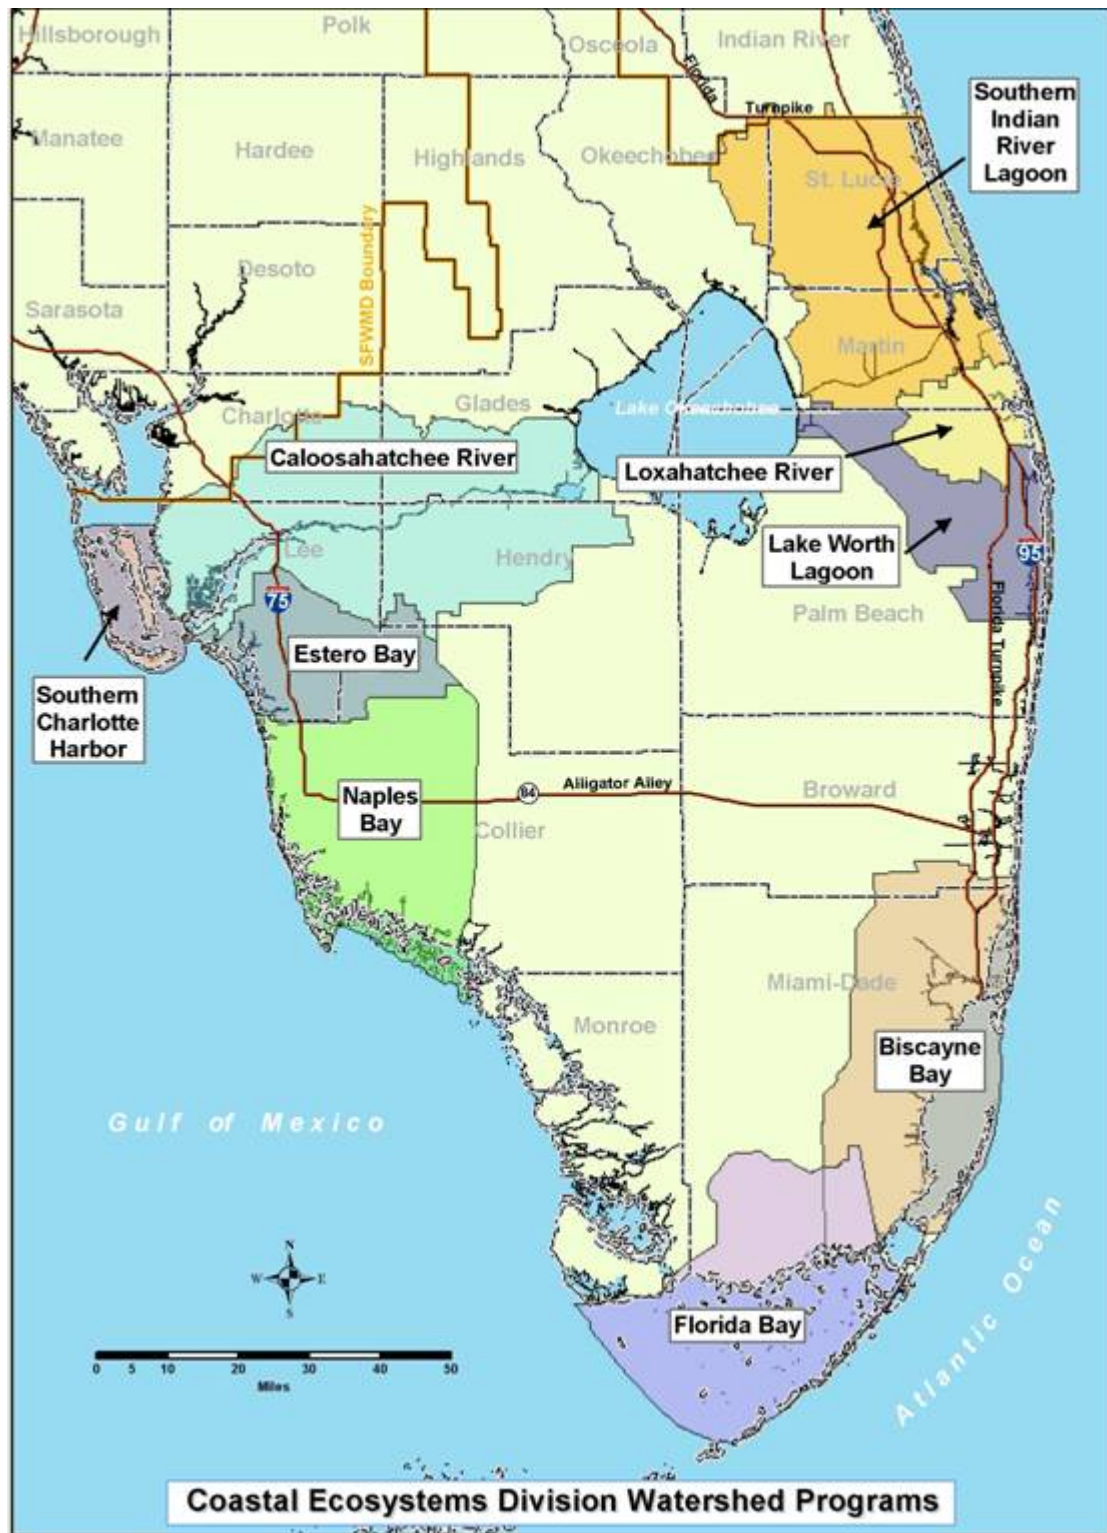 Hillsborough
Polk
Osceola
Indian River
Florida
Turnpike
Southern
Indian
River
Lagoon
Manatee
Hardee
Highlands
Okeechobee
St. Lucie
SFWMD Boundary
Desoto
Sarasota
Martin
Charlotte
Glades
Lake Okeechobee
Caloosahatchee River
Loxahatchee River
Lee
Hendry
Lake Worth
Lagoon
95
75
Palm Beach
Florida Turnpike
Estero Bay
Southern
Charlotte
Harbor
Naples
Bay
84
Alligator Alley
Broward
Collier
Miami-Dade
Monroe
Biscayne
Bay
Gulf of Mexico
Atlantic Ocean
N
W E
S
Florida Bay
0 5 10 20 30 40 50
Miles
Coastal Ecosystems Division Watershed Programs